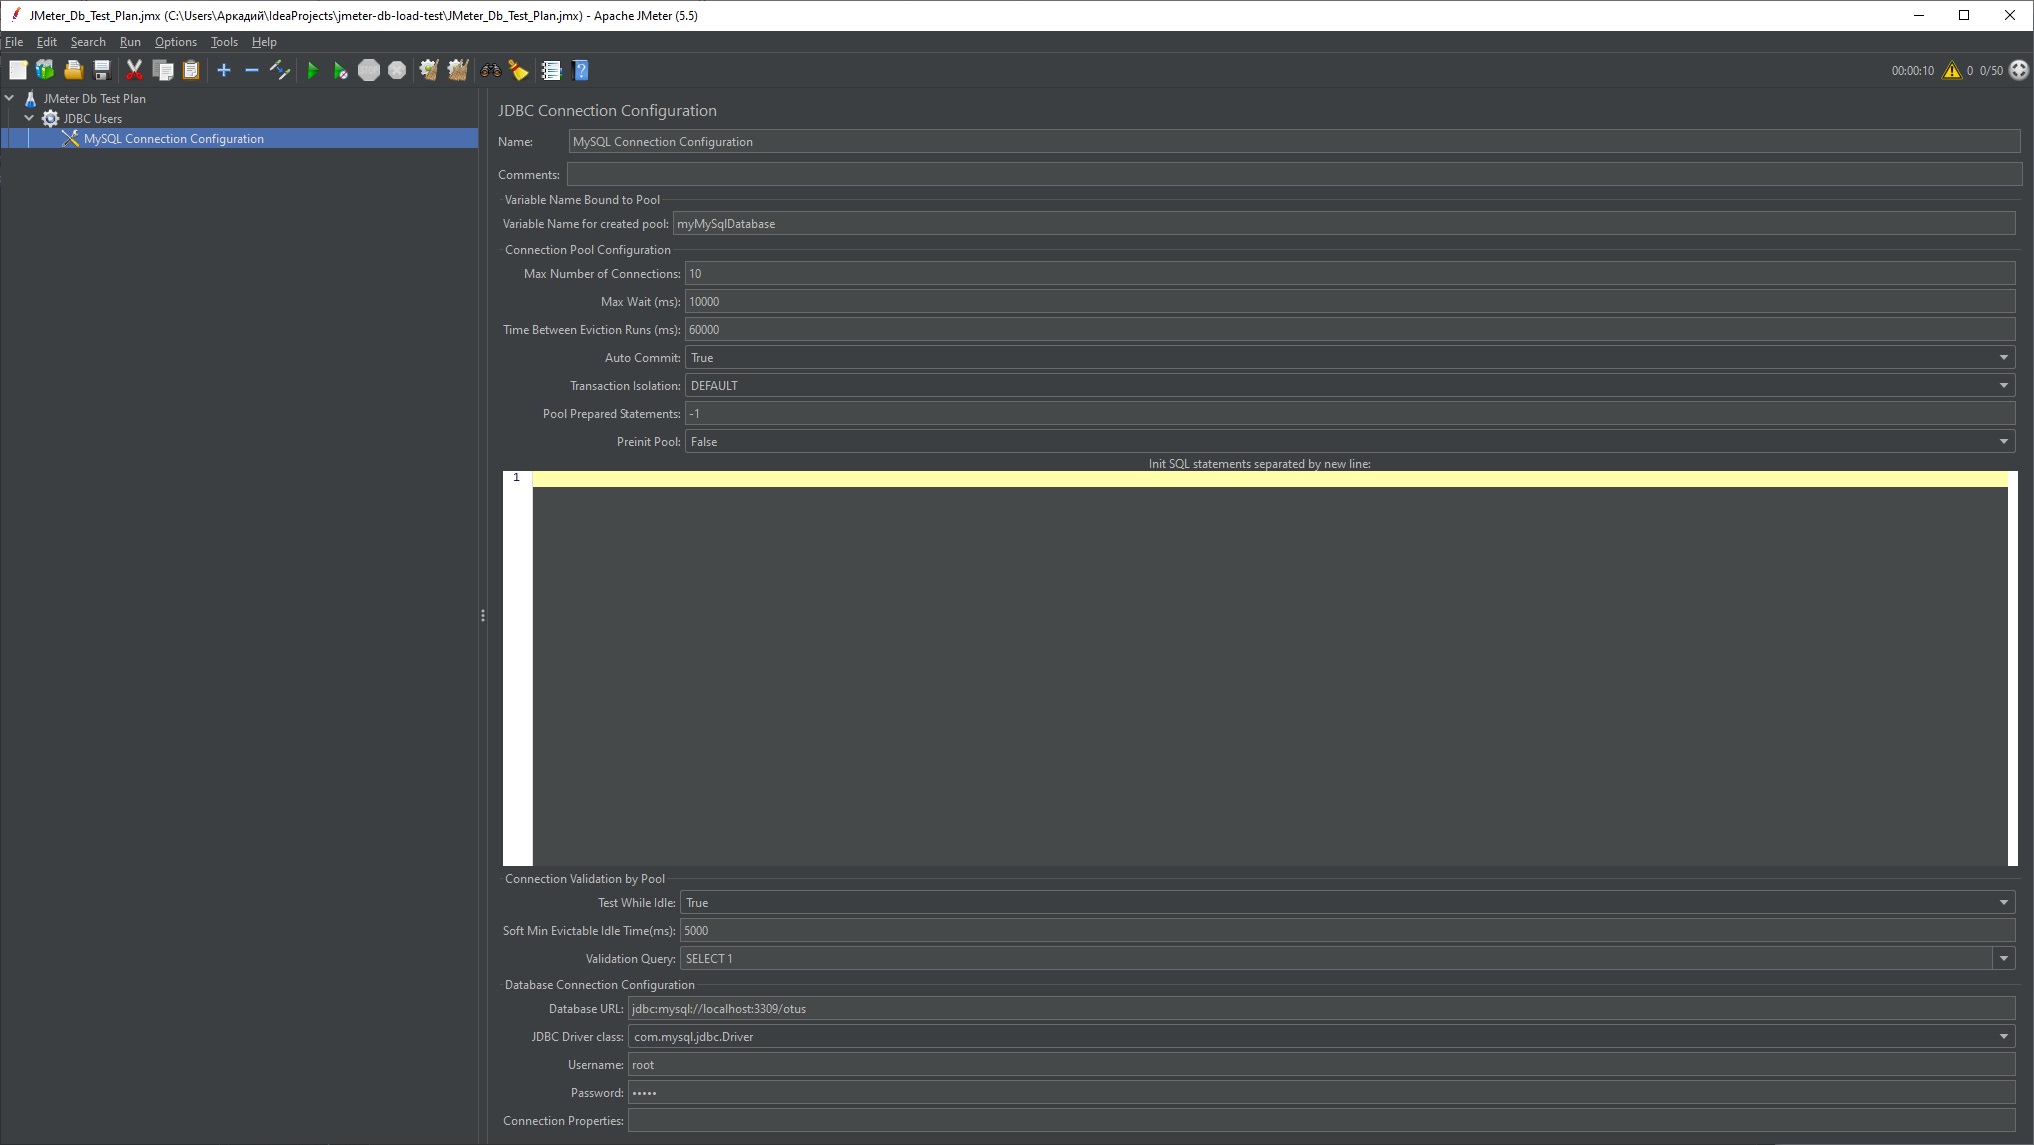 JMeter_Db_Test_Plan.jmx (C:\Users\Аркадий\IdeaProjects\jmeter-db-load-test\JMeter_Db_Test_Plan.jmx) - Apache JMeter (5.5)
File Edit Search Run Options Tools Help
STOP 00:00:10 0 0/50
JMeter Db Test Plan
JDBC Users
MySQL Connection Configuration
JDBC Connection Configuration
Name: MySQL Connection Configuration
Comments:
Variable Name Bound to Pool
Variable Name for created pool: myMySqlDatabase
Connection Pool Configuration
Max Number of Connections: 10
Max Wait (ms): 10000
Time Between Eviction Runs (ms): 60000
Auto Commit: True
Transaction Isolation: DEFAULT
Pool Prepared Statements: -1
Preinit Pool: False
Init SQL statements separated by new line:
1
Connection Validation by Pool
Test While Idle: True
Soft Min Evictable Idle Time(ms): 5000
Validation Query: SELECT 1
Database Connection Configuration
Database URL: jdbc:mysql://localhost:3309/otus
JDBC Driver class: com.mysql.jdbc.Driver
Username: root
Password: •••••
Connection Properties: